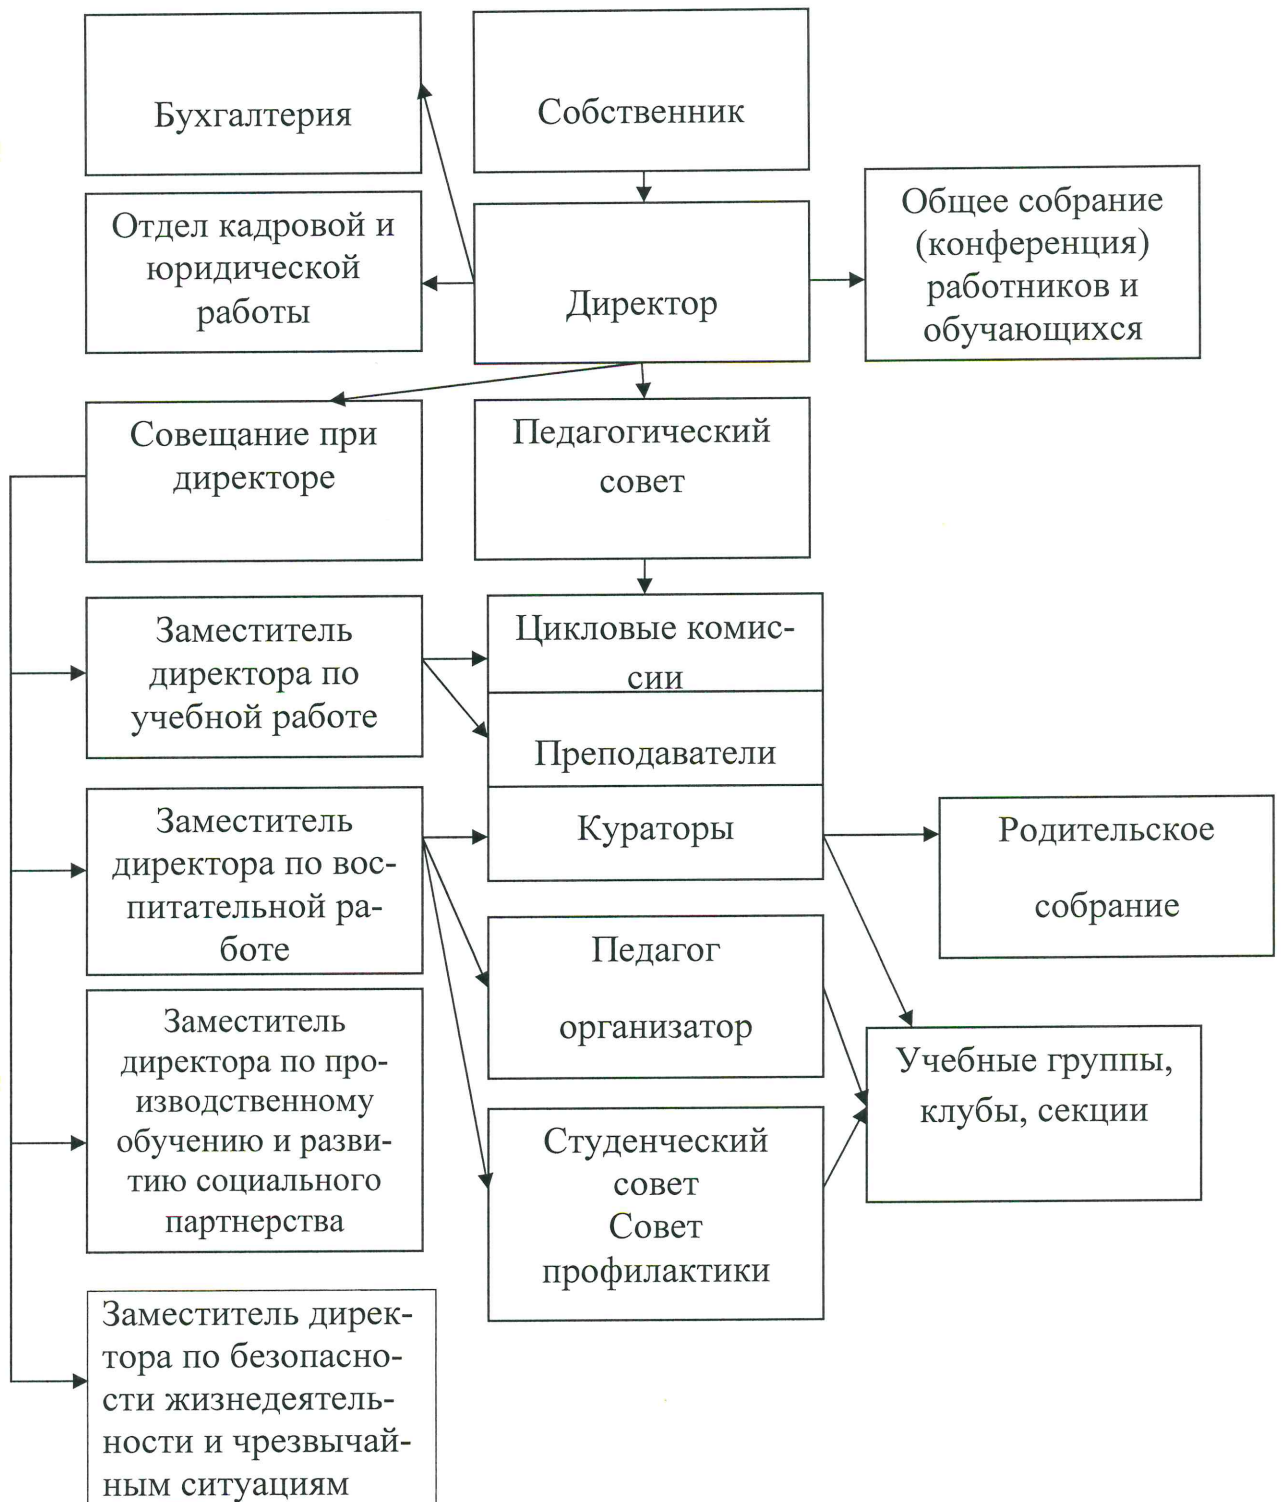 Бухгалтерия
Собственник
Отдел кадровой и
юридической
работы
Директор
Общее собрание
(конференция)
работников и
обучающихся
Совещание при
директоре
Педагогический
совет
Заместитель
директора по
учебной работе
Цикловые комис-
сии
Преподаватели
Заместитель
директора по вос-
питательной ра-
боте
Кураторы
Родительское
собрание
Педагог
организатор
Заместитель
директора по про-
изводственному
обучению и разви-
тию социального
партнерства
Учебные группы,
клубы, секции
Студенческий
совет
Совет
профилактики
Заместитель дирек-
тора по безопасно-
сти жизнедеятель-
ности и чрезвычай-
ным ситуациям